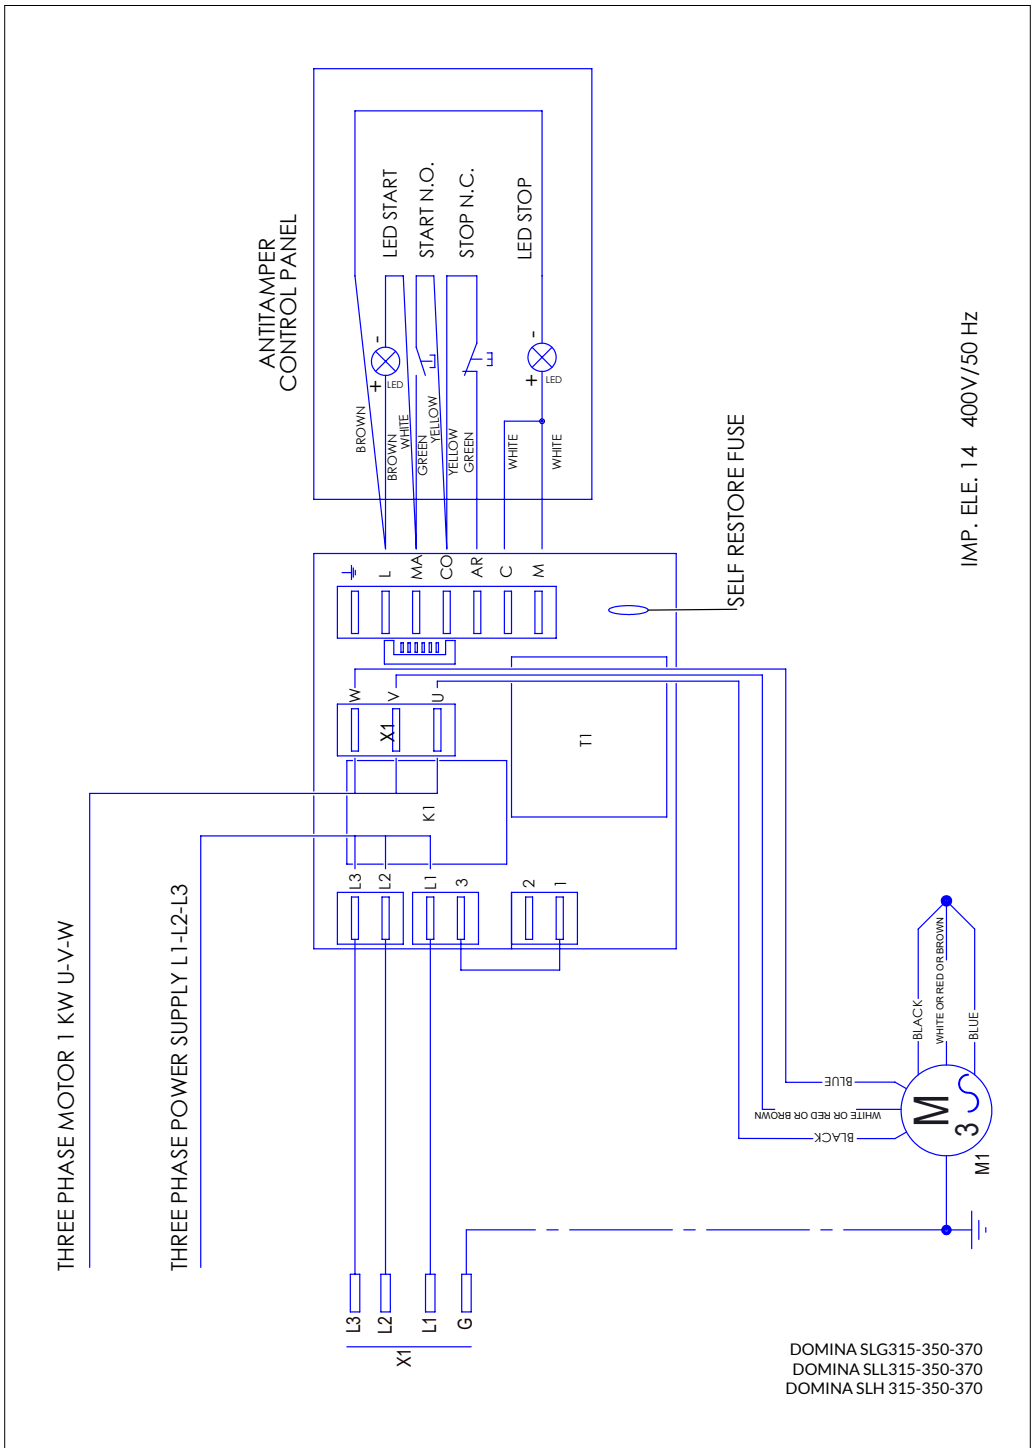 THREE PHASE MOTOR 1 KW U-V-W
THREE PHASE POWER SUPPLY L1-L2-L3
ANTITAMPER
CONTROL PANEL
LED START
START N.O.
STOP N.C.
LED STOP
+
-
LED
+
-
LED
BROWN
BROWN
WHITE
GREEN
YELLOW
YELLOW
GREEN
WHITE
WHITE
L
MA
CO
AR
C
M
SELF RESTORE FUSE
W
V
U
X1
T1
K1
L3
L2
L1
3
2
1
L3
L2
L1
G
X1
BLUE
WHITE OR RED OR BROWN
BLACK
BLACK
WHITE OR RED OR BROWN
BLUE
M
3
M1
IMP. ELE. 14 400V/50 Hz
DOMINA SLG315-350-370
DOMINA SLL315-350-370
DOMINA SLH 315-350-370